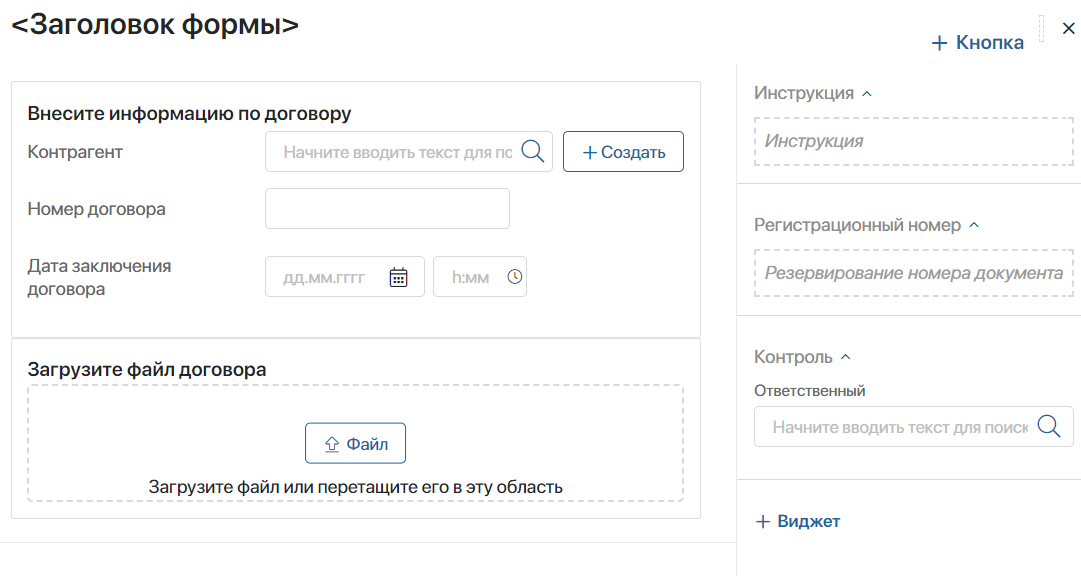 <Заголовок формы>
+ Кнопка
Внесите информацию по договору
Контрагент
Начните вводить текст для по
+ Создать
Номер договора
Дата заключения
договора
дд.мм.гггг
h:мм
Загрузите файл договора
Файл
Загрузите файл или перетащите его в эту область
Инструкция
Инструкция
Регистрационный номер
Резервирование номера документа
Контроль
Ответственный
Начните вводить текст для поиск
+ Виджет